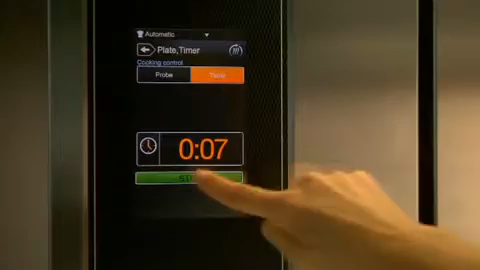 Automatic
Plate,Timer
Cooking control
Probe Time
0:07